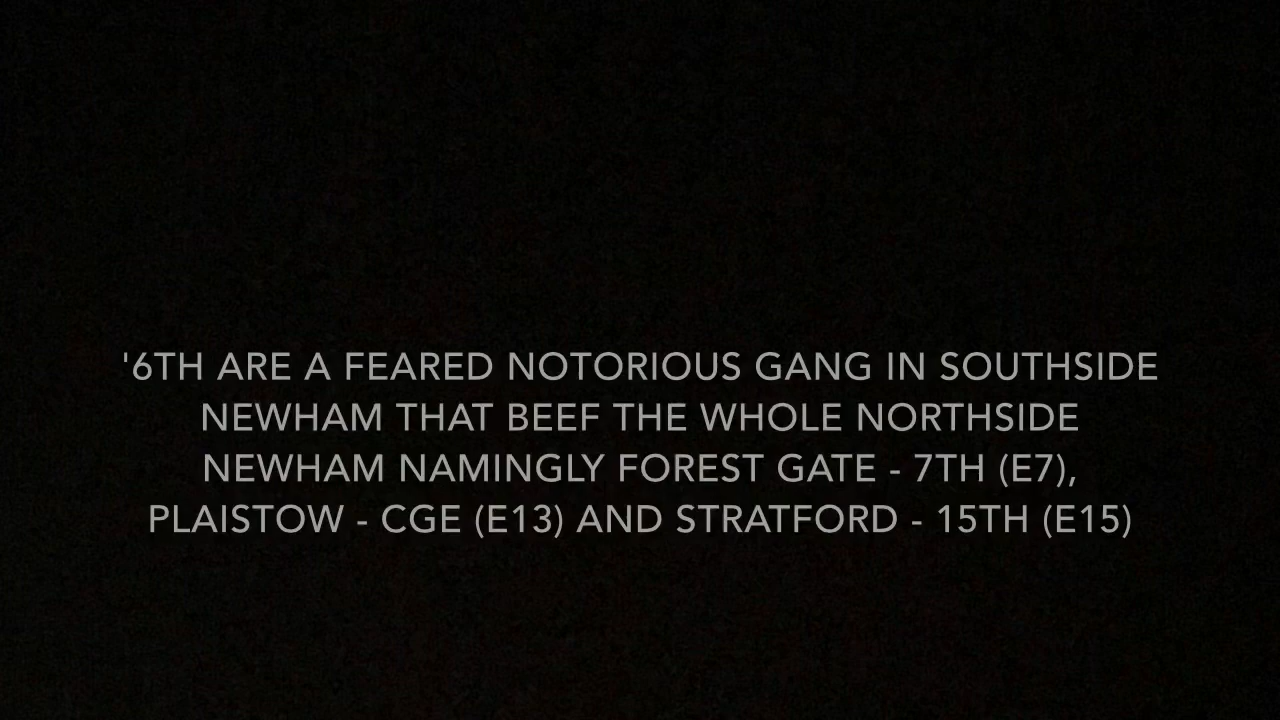 '6TH ARE A FEARED NOTORIOUS GANG IN SOUTHSIDE
NEWHAM THAT BEEF THE WHOLE NORTHSIDE
NEWHAM NAMINGLY FOREST GATE - 7TH (E7),
PLAISTOW - CGE (E13) AND STRATFORD - 15TH (E15)